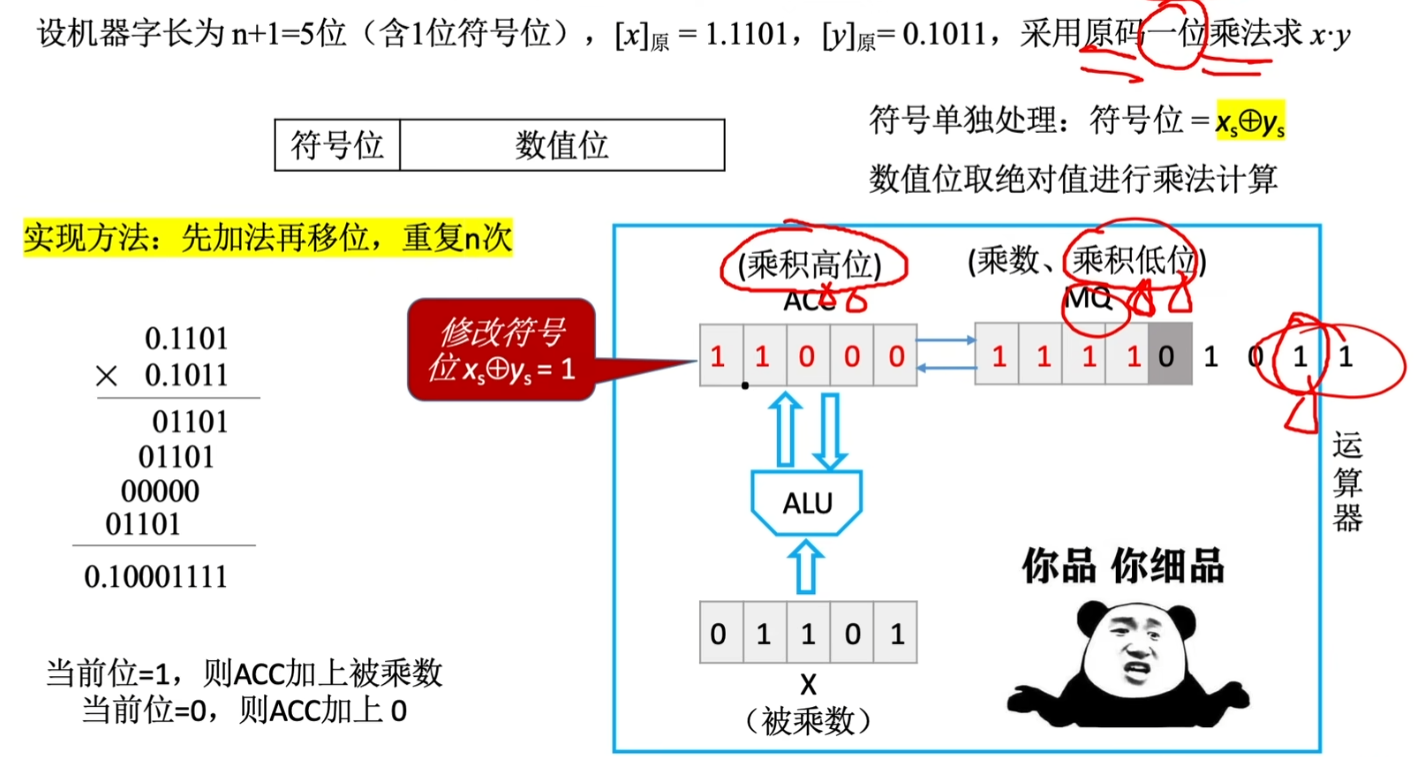 设机器字长为 n+1=5位（含1位符号位），[x]原 = 1.1101，[y]原= 0.1011，采用原码一位乘法求 x·y
符号位 数值位
符号单独处理：符号位 = xs⊕ys
数值位取绝对值进行乘法计算
实现方法：先加法再移位，重复n次
(乘积高位)
ACC
(乘数、乘积低位)
MQ
修改符号
位 xs⊕ys = 1
1 1 0 0 0
1 1 1 1 0 1 0 1 1
0.1101
× 0.1011
01101
01101
00000
01101
0.10001111
ALU
运算器
你品 你细品
0 1 1 0 1
X
（被乘数）
当前位=1，则ACC加上被乘数
当前位=0，则ACC加上 0